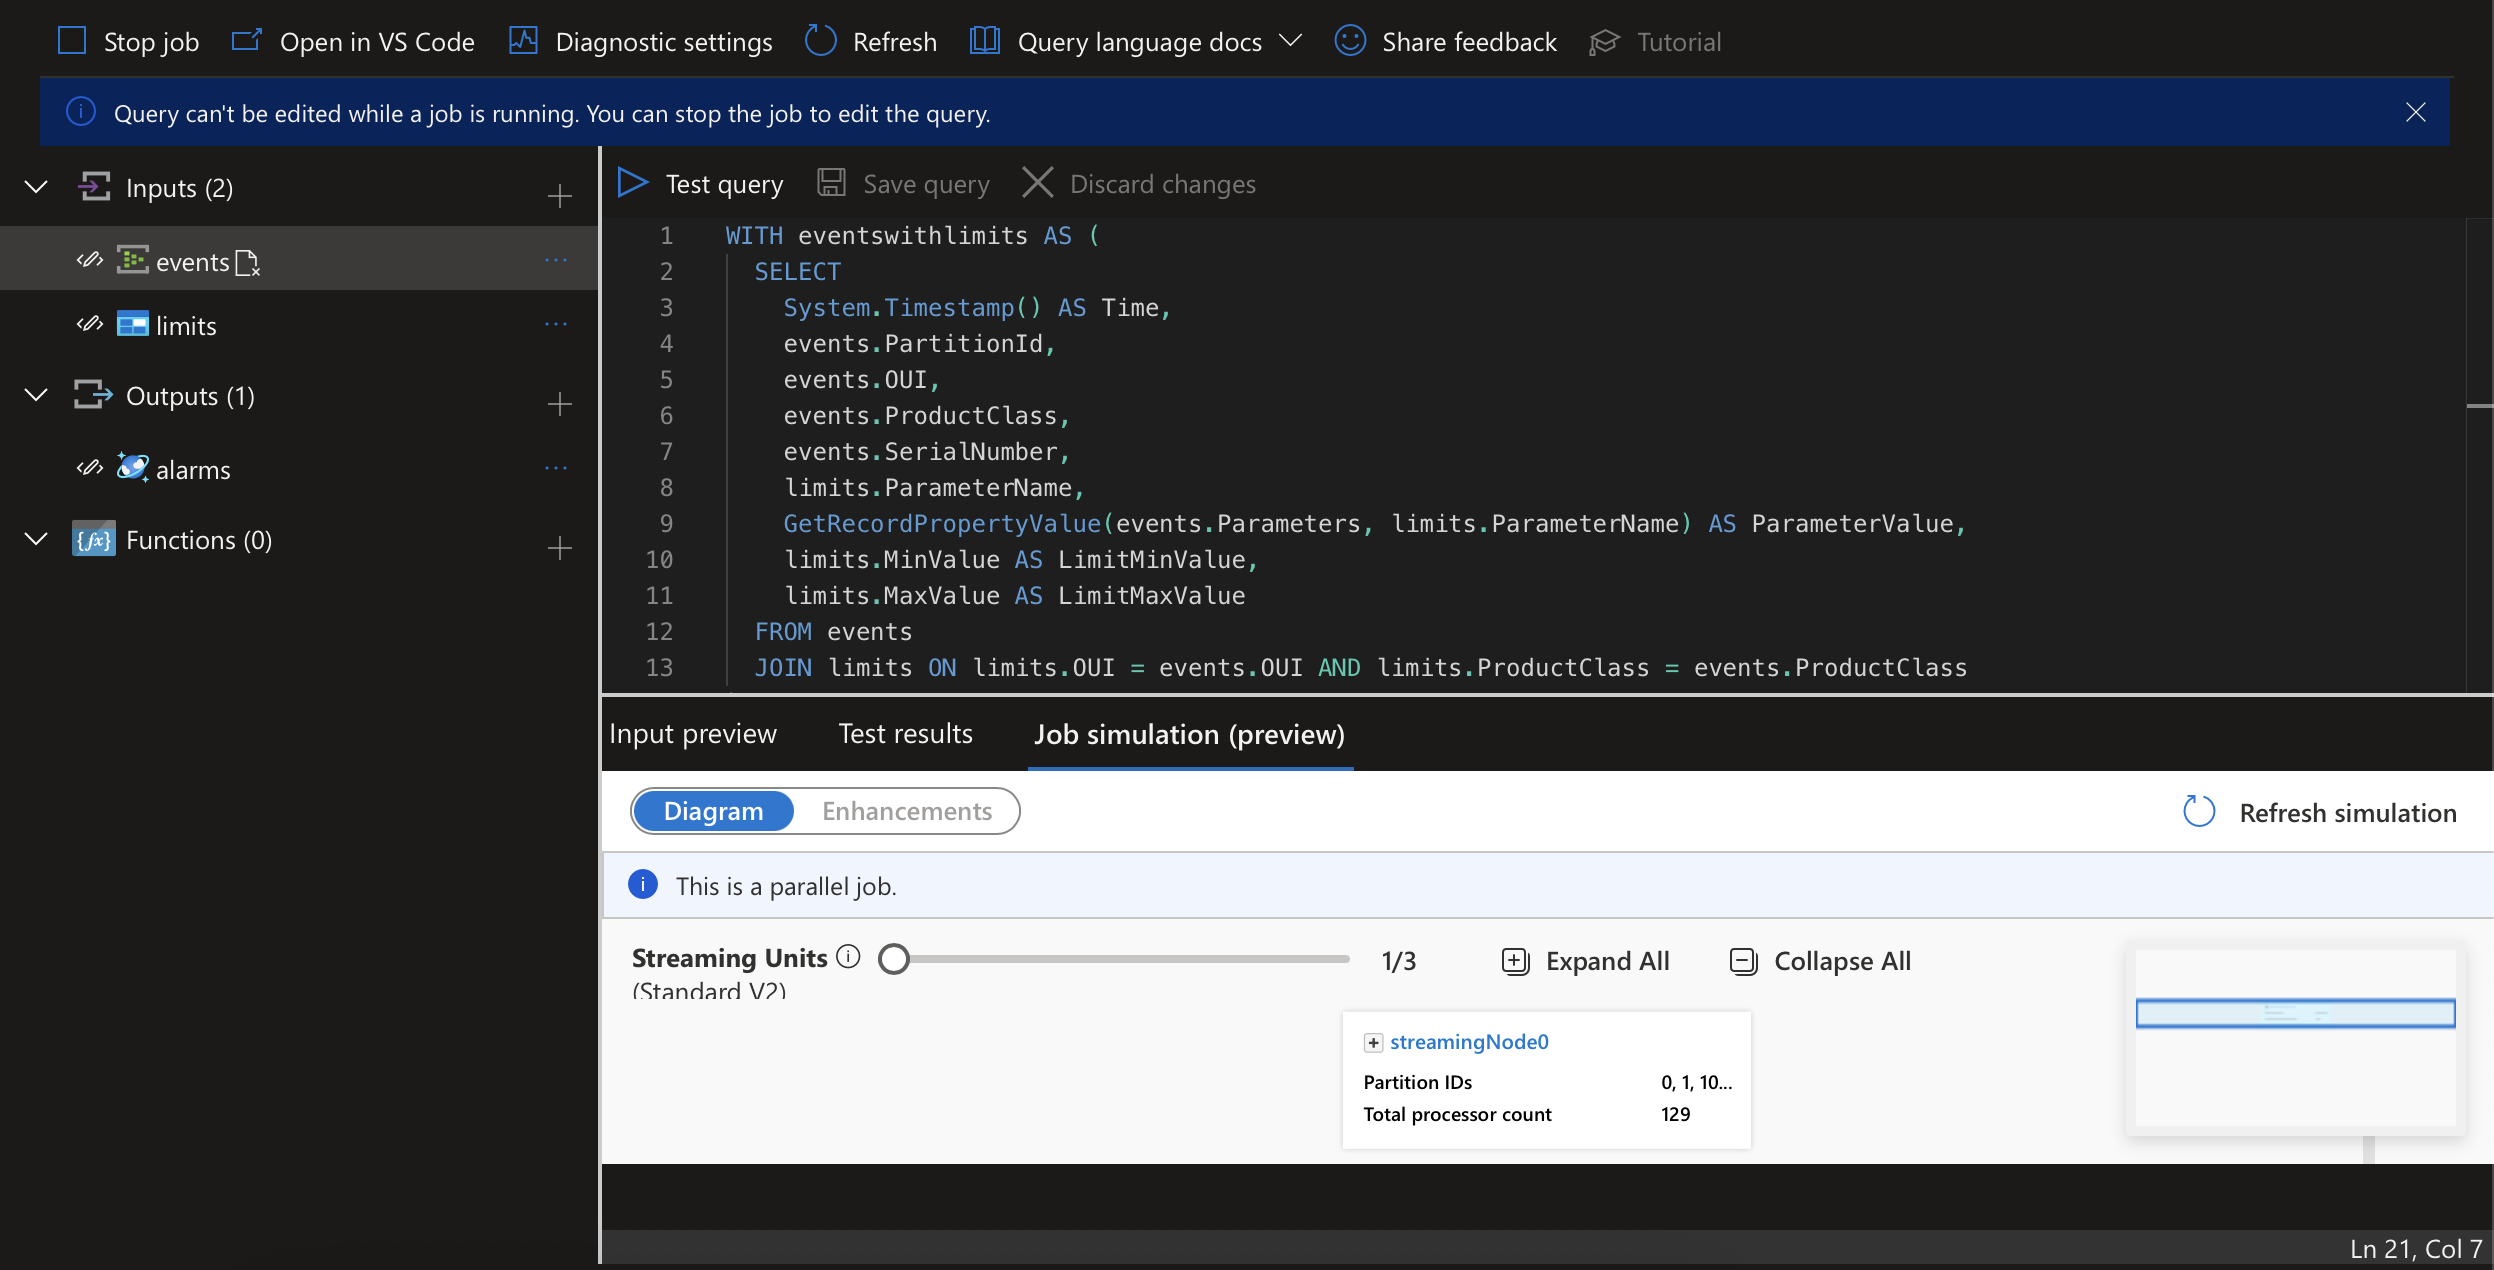 Stop job Open in VS Code Diagnostic settings Refresh Query language docs Share feedback Tutorial
Query can't be edited while a job is running. You can stop the job to edit the query.
Inputs (2)
events
limits
Outputs (1)
alarms
{fx} Functions (0)
Test query Save query Discard changes
1 WITH eventswithlimits AS (
2 SELECT
3 System.Timestamp() AS Time,
4 events.PartitionId,
5 events.OUI,
6 events.ProductClass,
7 events.SerialNumber,
8 limits.ParameterName,
9 GetRecordPropertyValue(events.Parameters, limits.ParameterName) AS ParameterValue,
10 limits.MinValue AS LimitMinValue,
11 limits.MaxValue AS LimitMaxValue
12 FROM events
13 JOIN limits ON limits.OUI = events.OUI AND limits.ProductClass = events.ProductClass
Input preview Test results Job simulation (preview)
Diagram Enhancements Refresh simulation
This is a parallel job.
Streaming Units 1/3 Expand All Collapse All
(Standard V2)
streamingNode0
Partition IDs 0, 1, 10...
Total processor count 129
Ln 21, Col 7